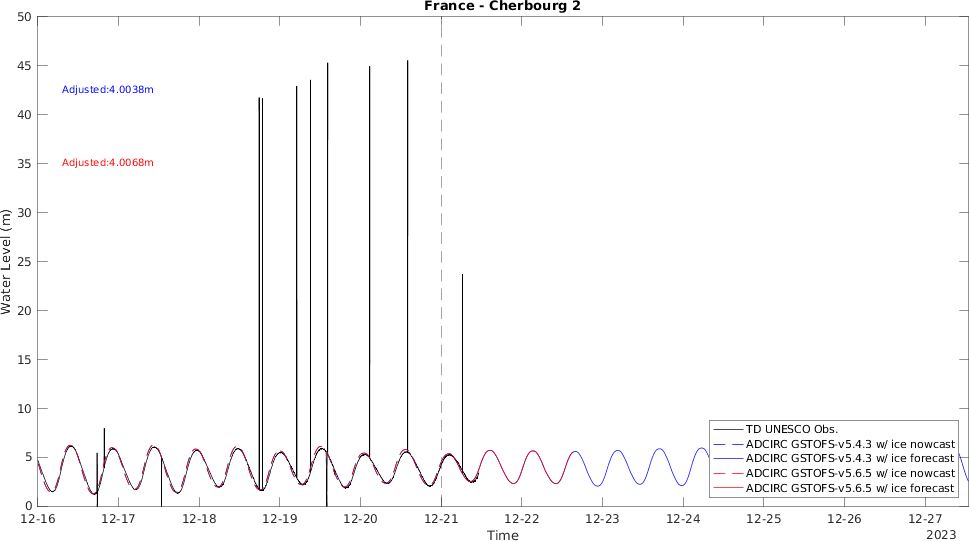 France - Cherbourg 2
50
45
40
35
30
25
20
15
10
5
0
Water Level (m)
Adjusted:4.0038m
Adjusted:4.0068m
TD UNESCO Obs.
ADCIRC GSTOFS-v5.4.3 w/ ice nowcast
ADCIRC GSTOFS-v5.4.3 w/ ice forecast
ADCIRC GSTOFS-v5.6.5 w/ ice nowcast
ADCIRC GSTOFS-v5.6.5 w/ ice forecast
12-16 12-17 12-18 12-19 12-20 12-21 12-22 12-23 12-24 12-25 12-26 12-27
Time
2023